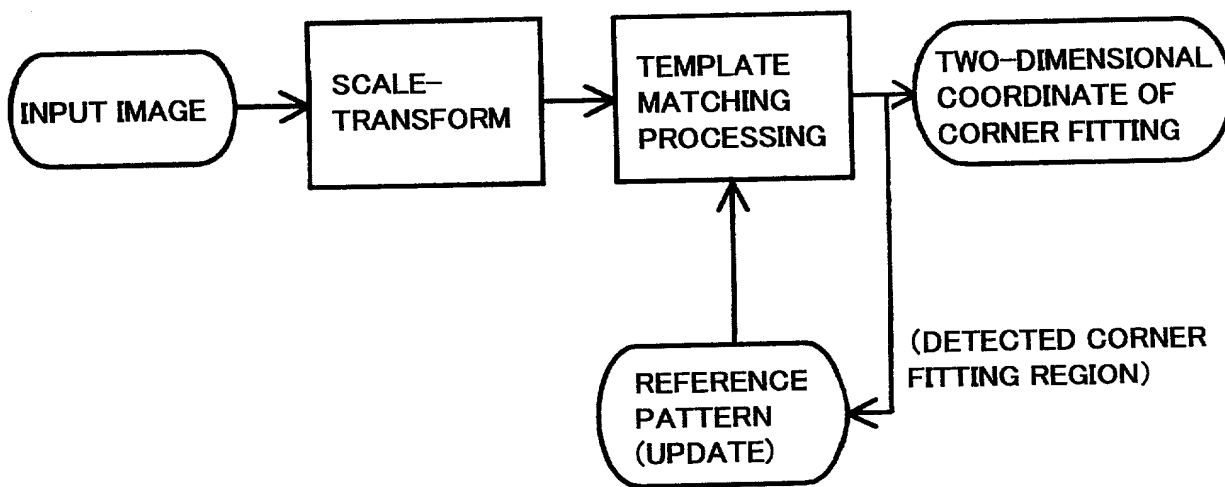 INPUT IMAGE
SCALE-
TRANSFORM
TEMPLATE
MATCHING
PROCESSING
TWO-DIMENSIONAL
COORDINATE OF
CORNER FITTING
(DETECTED CORNER
FITTING REGION)
REFERENCE
PATTERN
(UPDATE)